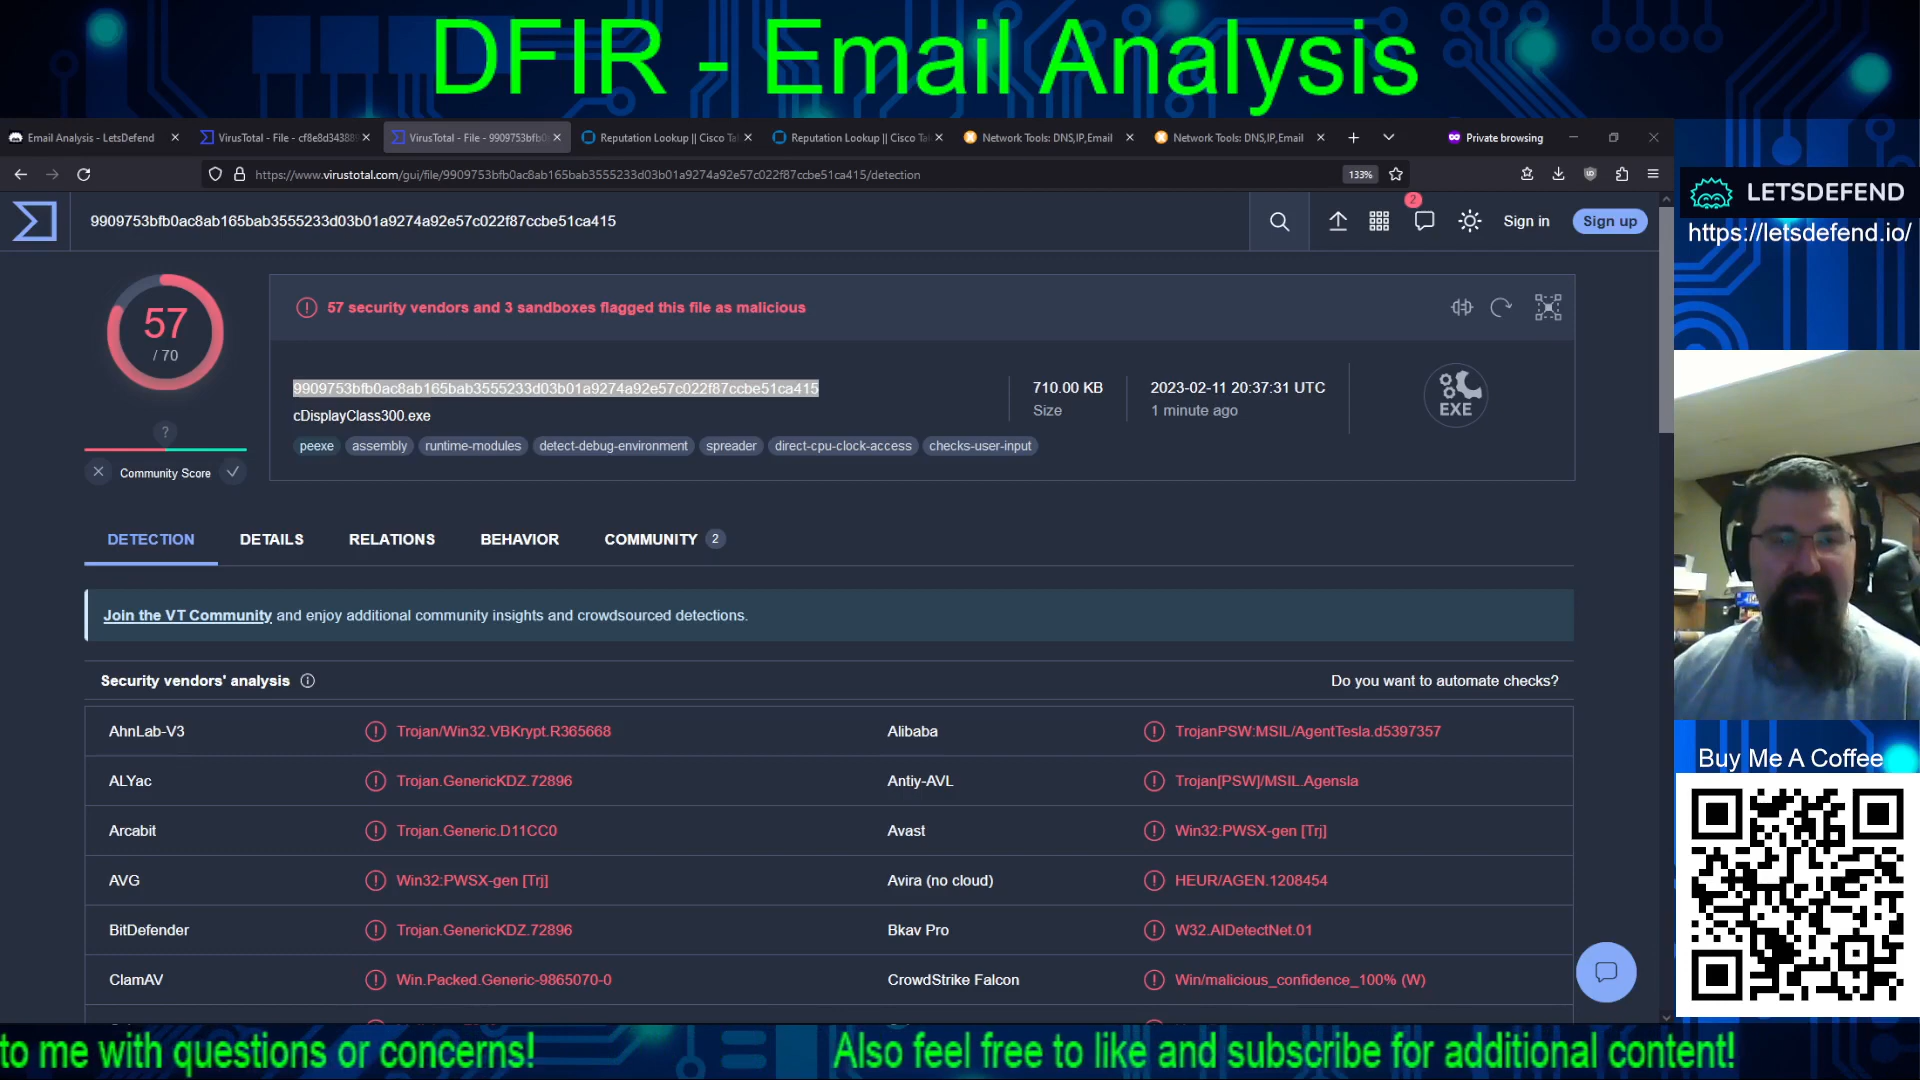 DFIR - Email Analysis
Email Analysis - LetsDefend
VirusTotal - File - cf8e8d34388
VirusTotal - File - 9909753bfb0
Reputation Lookup || Cisco Tal
Reputation Lookup || Cisco Tal
Network Tools: DNS,IP,Email
Network Tools: DNS,IP,Email
Private browsing
https://www.virustotal.com/gui/file/9909753bfb0ac8ab165bab3555233d03b01a9274a92e57c022f87ccbe51ca415/detection
133%
9909753bfb0ac8ab165bab3555233d03b01a9274a92e57c022f87ccbe51ca415
2
Sign in
Sign up
LETSDEFEND
https://letsdefend.io/
57
/ 70
57 security vendors and 3 sandboxes flagged this file as malicious
9909753bfb0ac8ab165bab3555233d03b01a9274a92e57c022f87ccbe51ca415
cDisplayClass300.exe
710.00 KB
Size
2023-02-11 20:37:31 UTC
1 minute ago
EXE
peexe
assembly
runtime-modules
detect-debug-environment
spreader
direct-cpu-clock-access
checks-user-input
?
Community Score
DETECTION
DETAILS
RELATIONS
BEHAVIOR
COMMUNITY 2
Join the VT Community and enjoy additional community insights and crowdsourced detections.
Security vendors' analysis
Do you want to automate checks?
AhnLab-V3 Trojan/Win32.VBKrypt.R365668 Alibaba TrojanPSW:MSIL/AgentTesla.d5397357
ALYac Trojan.GenericKDZ.72896 Antiy-AVL Trojan[PSW]/MSIL.Agensla
Arcabit Trojan.Generic.D11CC0 Avast Win32:PWSX-gen [Trj]
AVG Win32:PWSX-gen [Trj] Avira (no cloud) HEUR/AGEN.1208454
BitDefender Trojan.GenericKDZ.72896 Bkav Pro W32.AIDetectNet.01
ClamAV Win.Packed.Generic-9865070-0 CrowdStrike Falcon Win/malicious_confidence_100% (W)
Buy Me A Coffee
to me with questions or concerns!
Also feel free to like and subscribe for additional content!